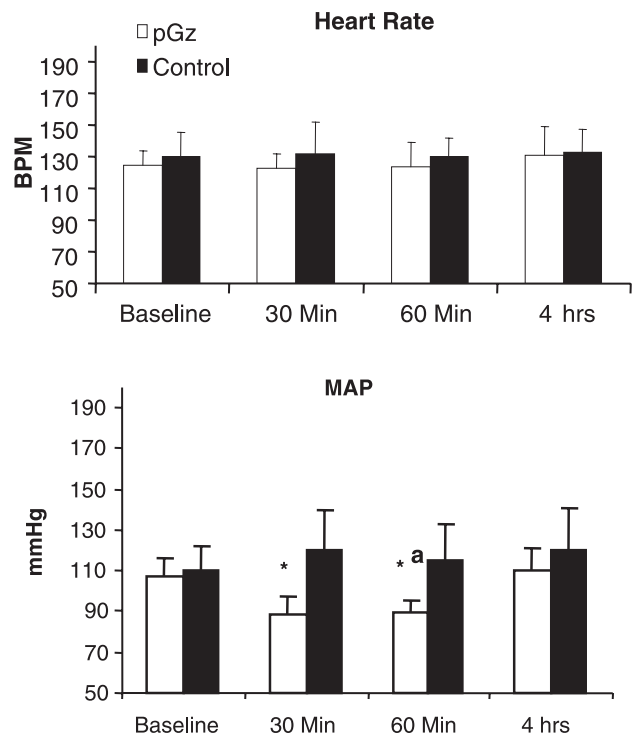 Heart Rate
pGz
Control
BPM
190
170
150
130
110
90
70
50
Baseline 30 Min 60 Min 4 hrs
MAP
mmHg
190
170
150
130
110
90
70
50
* * a
Baseline 30 Min 60 Min 4 hrs